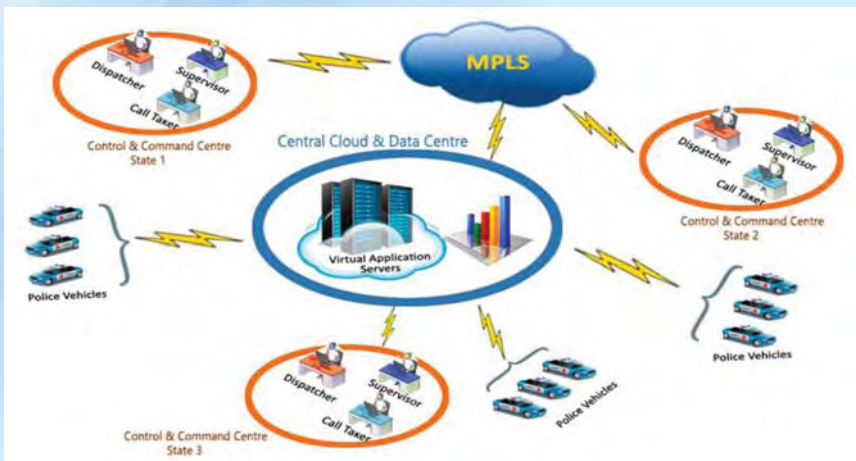 MPLS
Dispatcher
Supervisor
Call Taker
Control & Command Centre
State 1
Central Cloud & Data Centre
Dispatcher
Supervisor
Call Taker
Control & Command Centre
State 2
Virtual Application
Servers
Police Vehicles
Police Vehicles
Dispatcher
Supervisor
Call Taker
Control & Command Centre
State 3
Police Vehicles